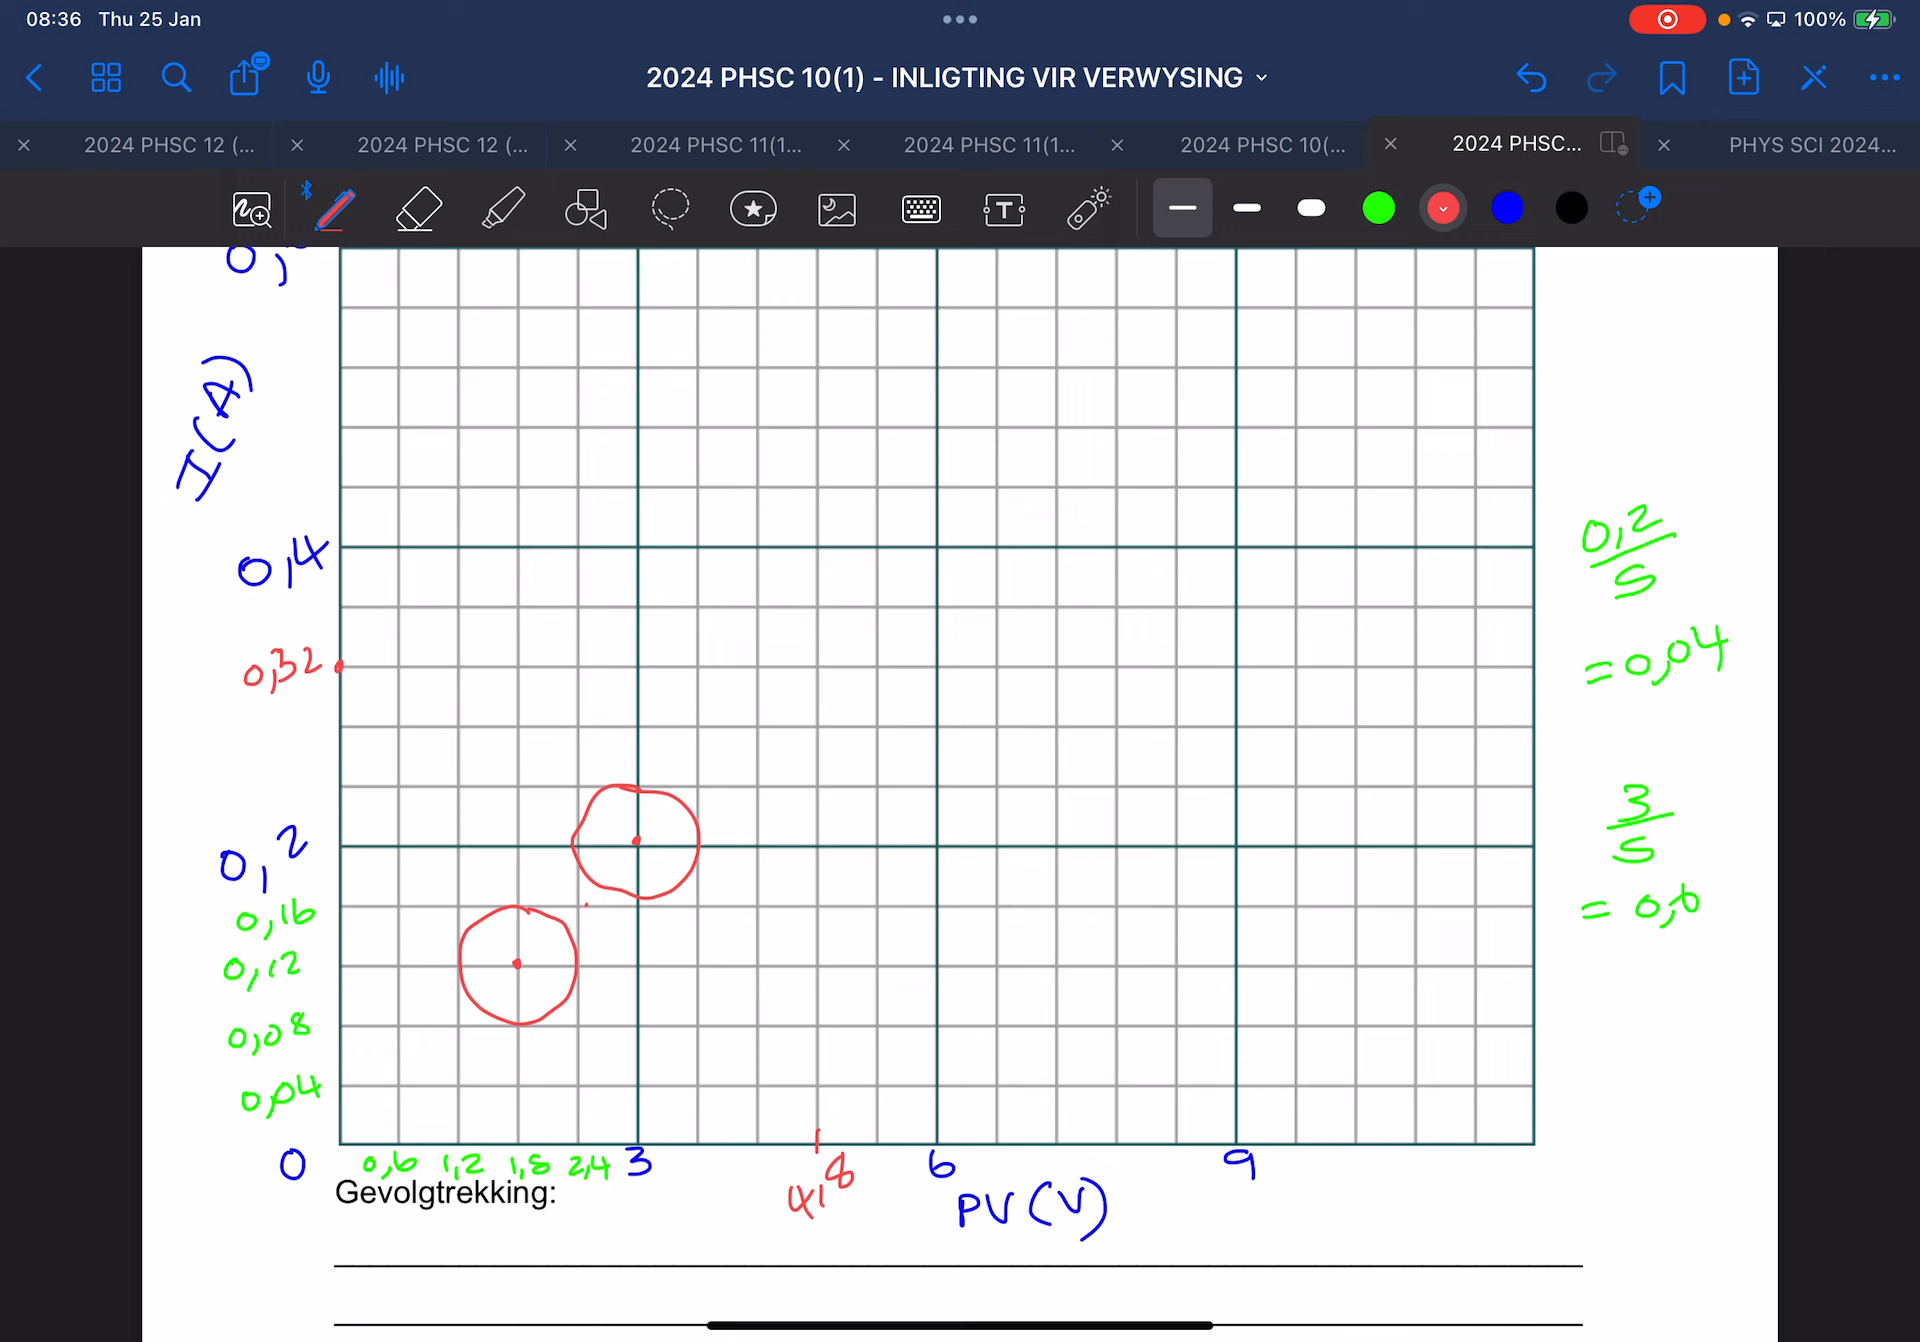 08:36 Thu 25 Jan
100%
2024 PHSC 10(1) - INLIGTING VIR VERWYSING
2024 PHSC 12 (...
2024 PHSC 12 (...
2024 PHSC 11(1...
2024 PHSC 11(1...
2024 PHSC 10(...
2024 PHSC...
PHYS SCI 2024...
T
0,
I(A)
0,4
0,32
0,2
0,16
0,12
0,08
0,04
0
0,6 1,2 1,8 2,4 3 4,8 6 9
PV (V)
0,2
5
= 0,04
3
5
= 0,6
Gevolgtrekking: